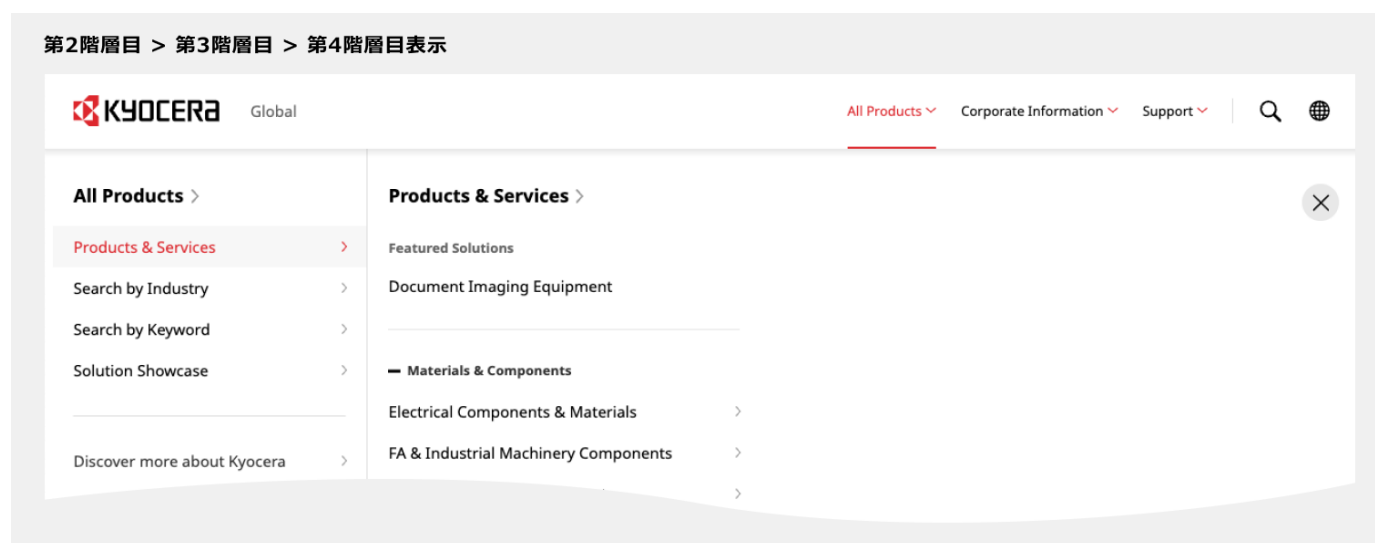 第2階層目 > 第3階層目 > 第4階層目表示
KYOCERA Global All Products Corporate Information Support
All Products
Products & Services
Search by Industry
Search by Keyword
Solution Showcase
Discover more about Kyocera
Products & Services
Featured Solutions
Document Imaging Equipment
Materials & Components
Electrical Components & Materials
FA & Industrial Machinery Components